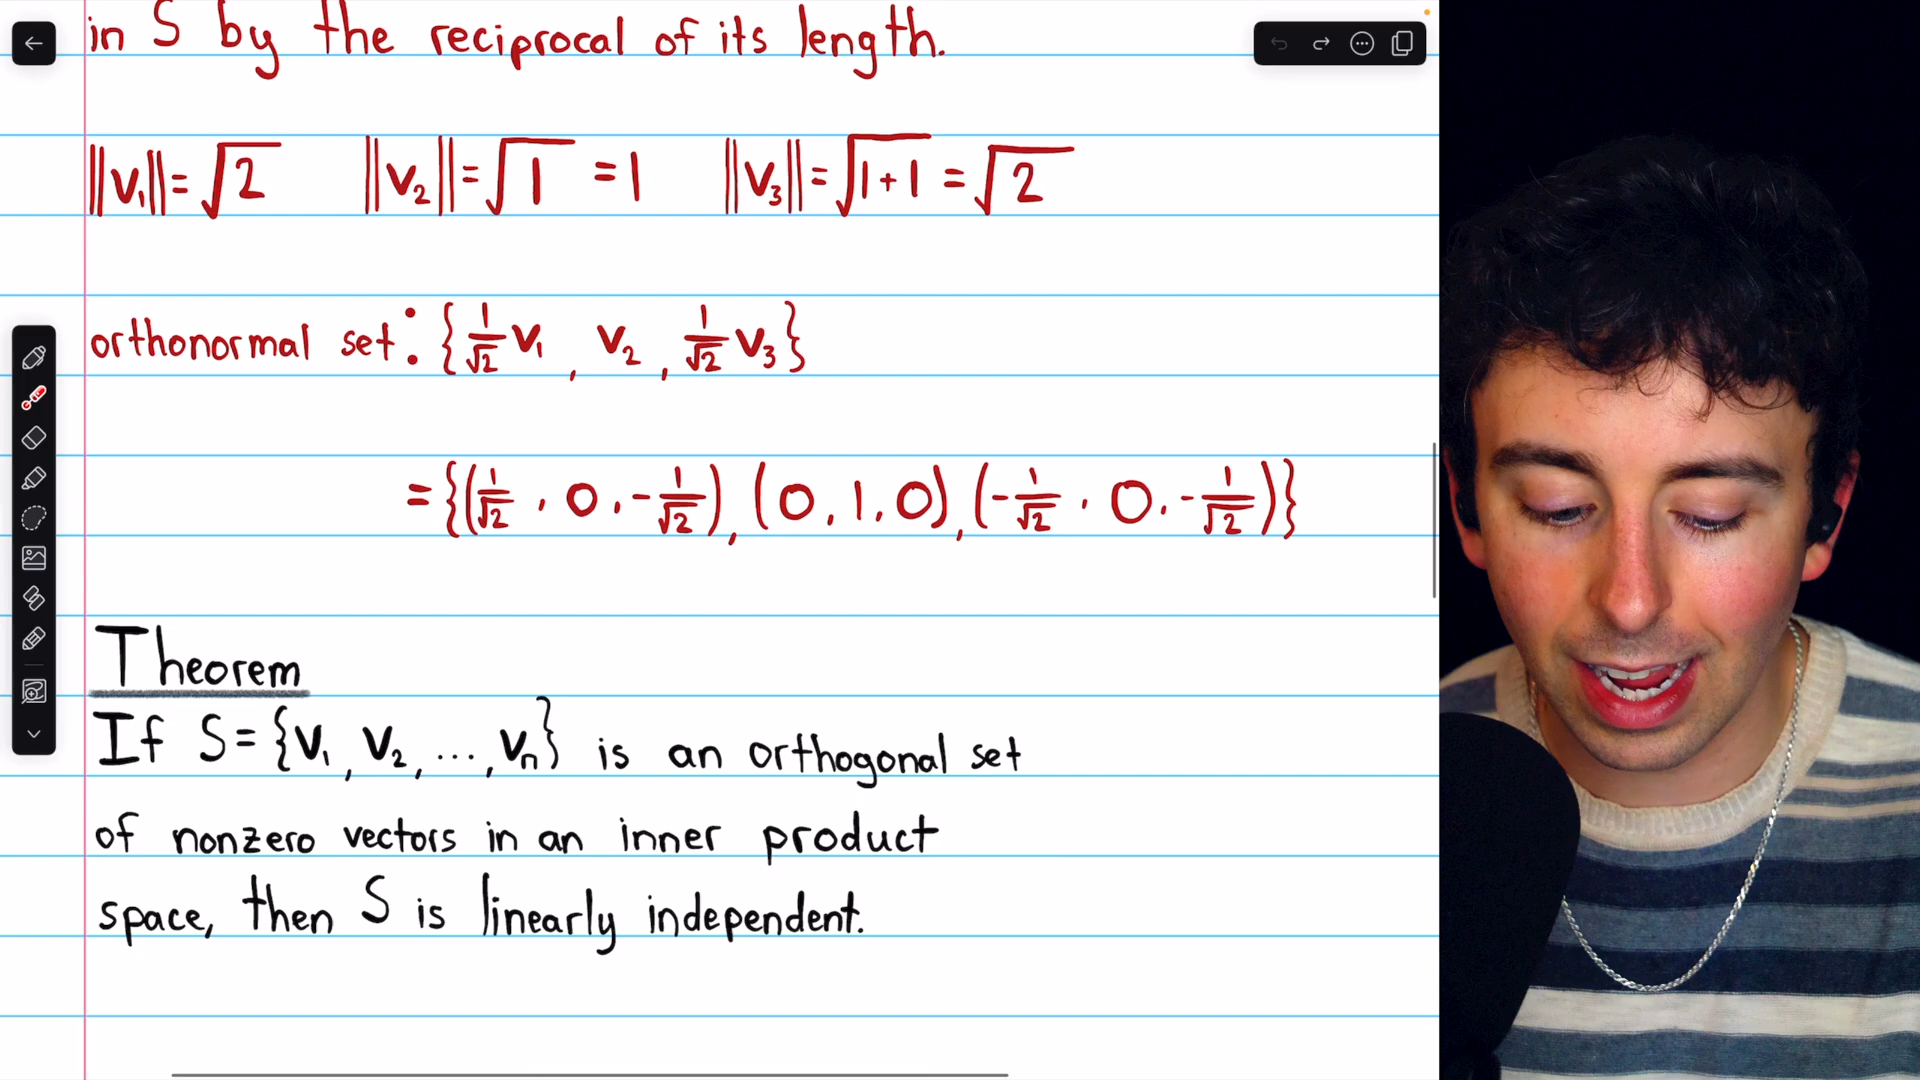 in S by the reciprocal of its length.
||v₁|| = √2 ||v₂|| = √1 = 1 ||v₃|| = √(1+1) = √2
orthonormal set: {1/√2 v₁, v₂, 1/√2 v₃}
= {(1/√2, 0, -1/√2), (0, 1, 0), (-1/√2, 0, -1/√2)}
Theorem
If S = {v₁, v₂, ..., vₙ} is an orthogonal set
of nonzero vectors in an inner product
space, then S is linearly independent.